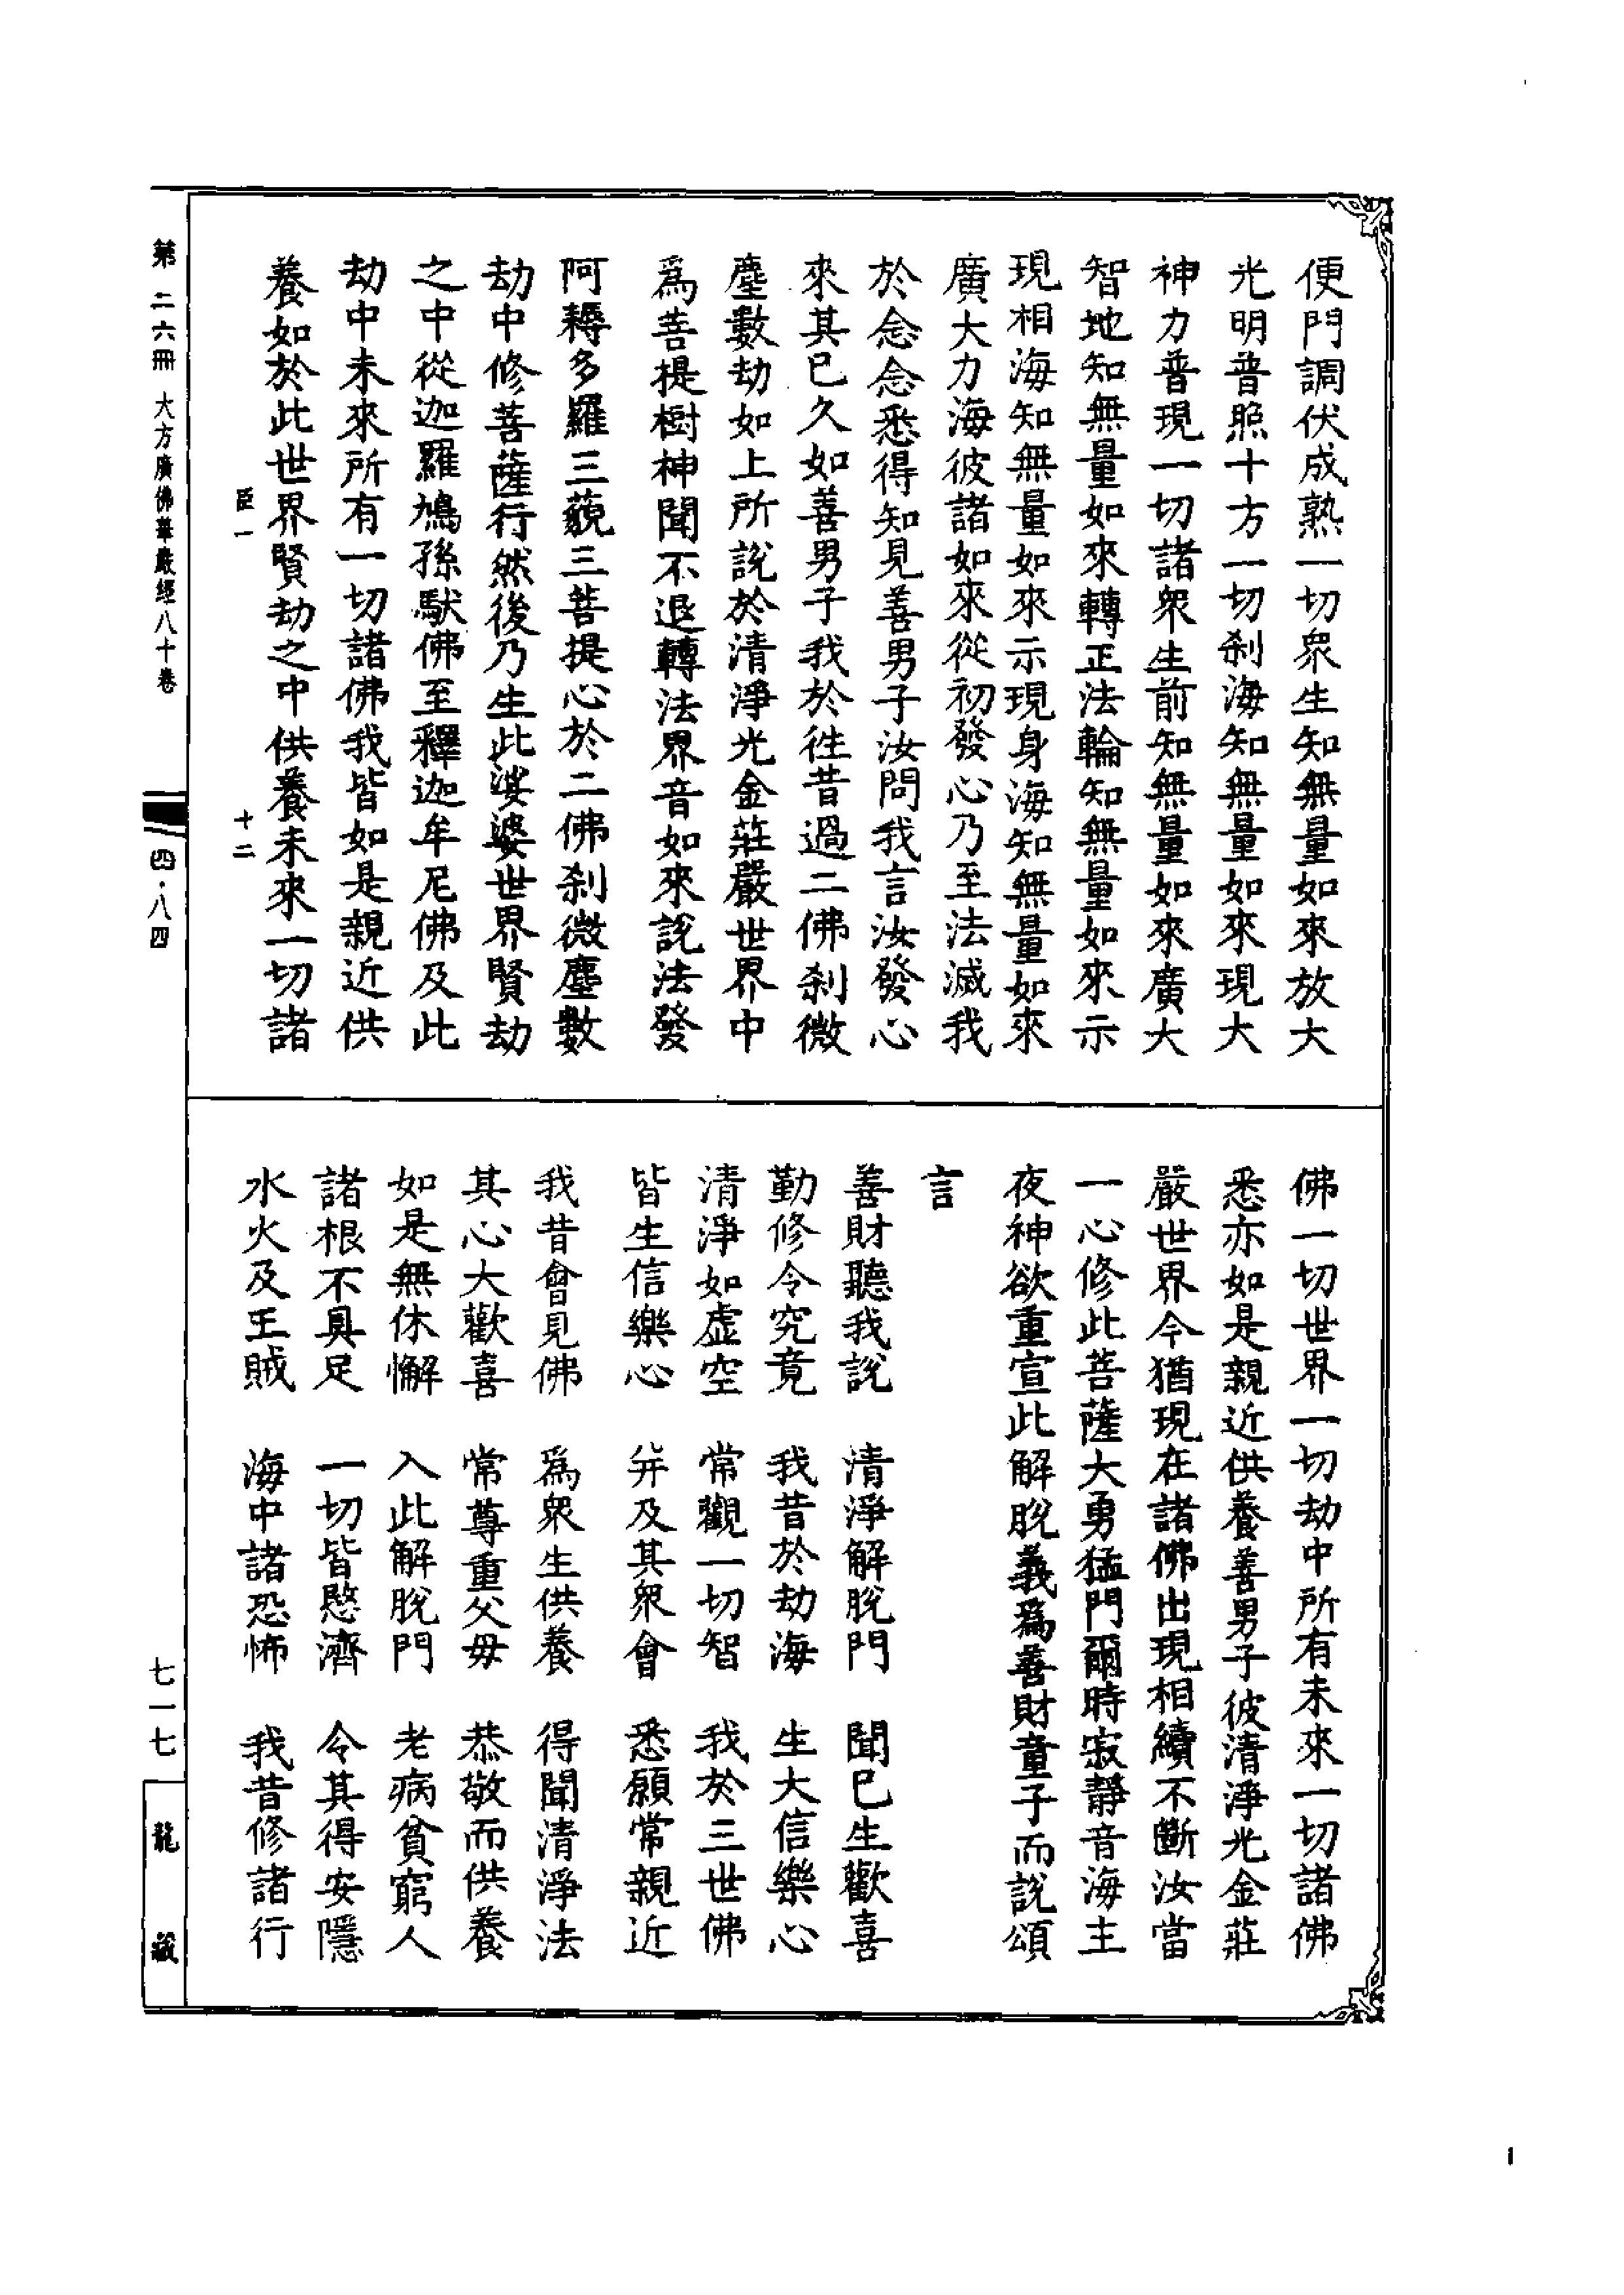 便門調伏成熟一切衆生知無量如來放大
光明普照十方一切剎海知無量如來現大
神力普現一切諸衆生前知無量如來廣大
智地知無量如來轉正法輪知無量如來示
現相海知無量如來示現身海知無量如來
廣大力海彼諸如來從初發心乃至法滅我
於念念悉得知見善男子汝問我言汝發心
來其已久如善男子我於徃昔過二佛剎微
塵數劫如上所說於清淨光金莊嚴世界中
爲菩提樹神聞不退轉法界音如來說法發
阿耨多羅三藐三菩提心於二佛剎微塵數
劫中修菩薩行然後乃生此娑婆世界賢劫
之中從迦羅鳩孫馱佛至釋迦牟尼佛及此
劫中未來所有一切諸佛我皆如是親近供
養如於此世界賢劫之中供養未來一切諸
佛一切世界一切劫中所有未來一切諸佛
悉亦如是親近供養善男子彼清淨光金莊
嚴世界今猶現在諸佛出現相續不斷汝當
一心修此菩薩大勇猛門爾時寂靜音海主
夜神欲重宣此解脫義爲善財童子而說頌
言
善財聽我說 清淨解脫門 聞已生歡喜
勤修令究竟 我昔於劫海 生大信樂心
清淨如虛空 常觀一切智 我於三世佛
皆生信樂心 并及其衆會 悉願常親近
我昔曾見佛 爲衆生供養 得聞清淨法
其心大歡喜 常尊重父母 恭敬而供養
如是無休懈 入此解脫門 老病貧窮人
諸根不具足 一切皆愍濟 令其得安隱
水火及王賊 海中諸恐怖 我昔修諸行
臣一 十二
第二六冊 大方廣佛華嚴經八十卷
四·八四
七一七
龍藏